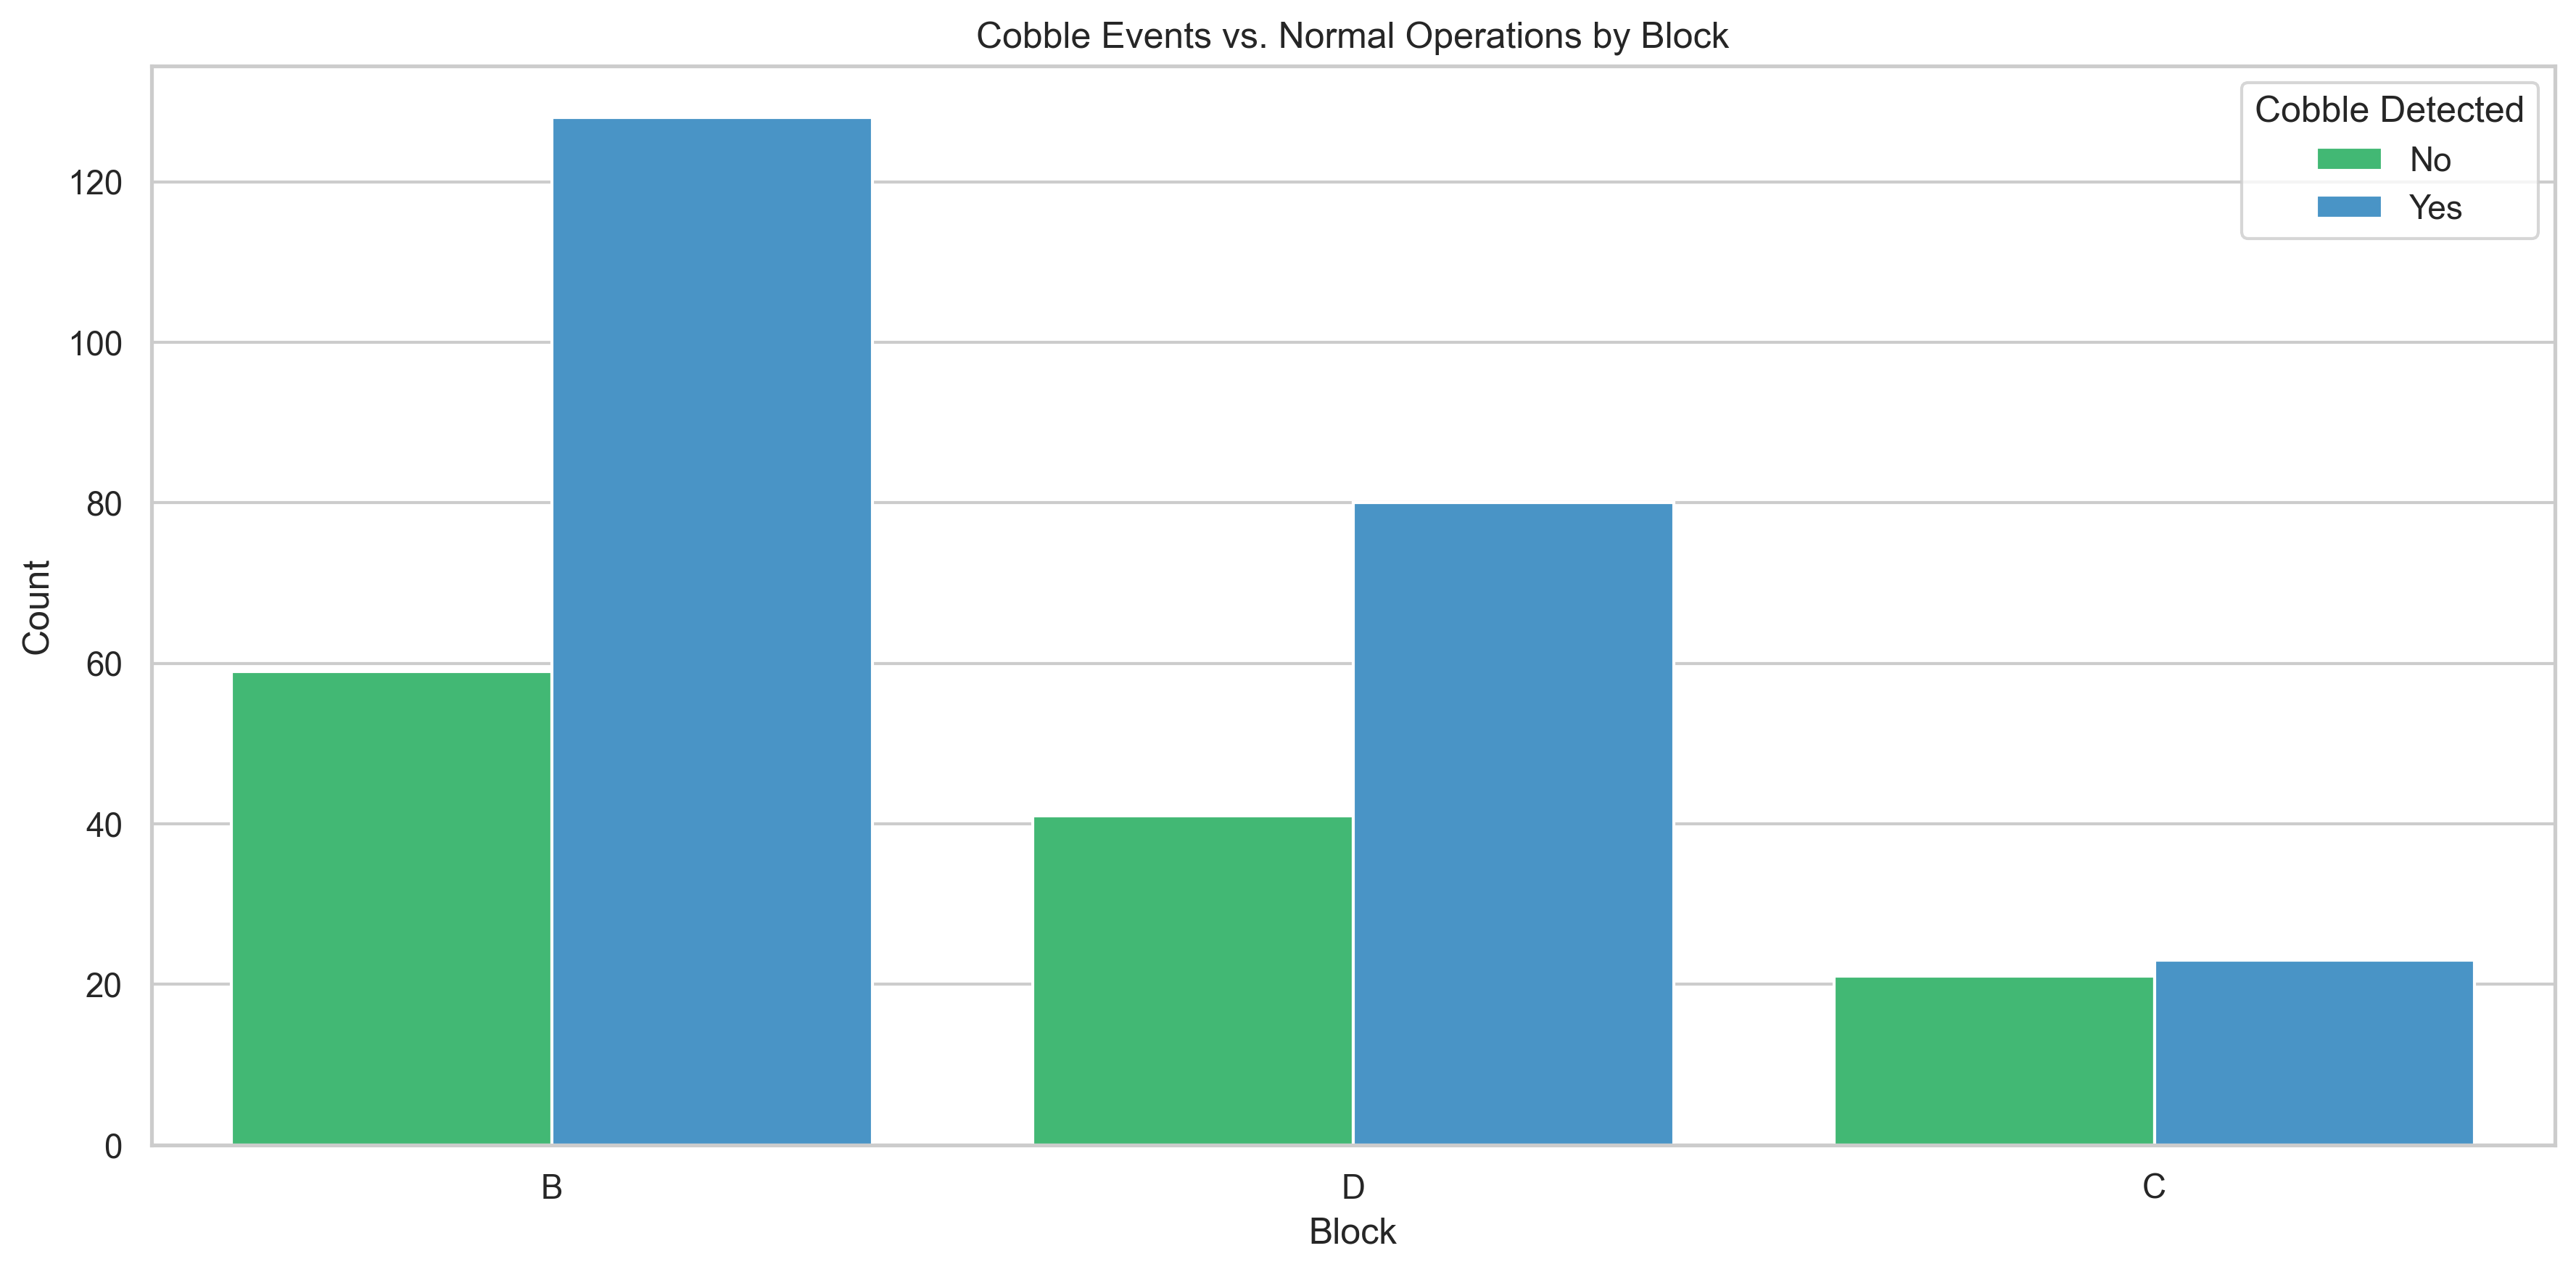 Cobble Events vs. Normal Operations by Block
Cobble Detected
No
Yes
120
100
80
60
40
20
0
Count
B D C
Block